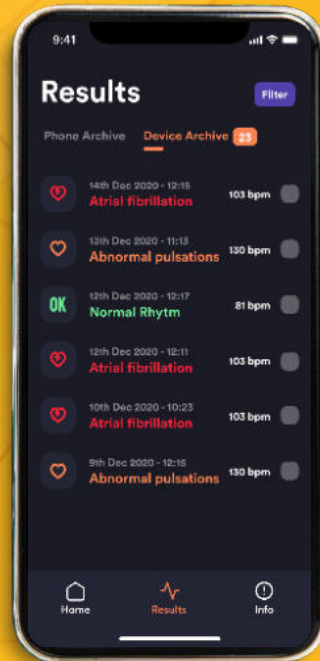 9:41
Results
Filter
Phone Archive Device Archive 23
14th Dec 2020 - 12:15
Atrial fibrillation
103 bpm
13th Dec 2020 - 11:13
Abnormal pulsations
130 bpm
OK
12th Dec 2020 - 12:17
Normal Rhytm
81 bpm
12th Dec 2020 - 12:11
Atrial fibrillation
103 bpm
10th Dec 2020 - 10:23
Atrial fibrillation
103 bpm
9th Dec 2020 - 12:15
Abnormal pulsations
130 bpm
Home
Results
Info